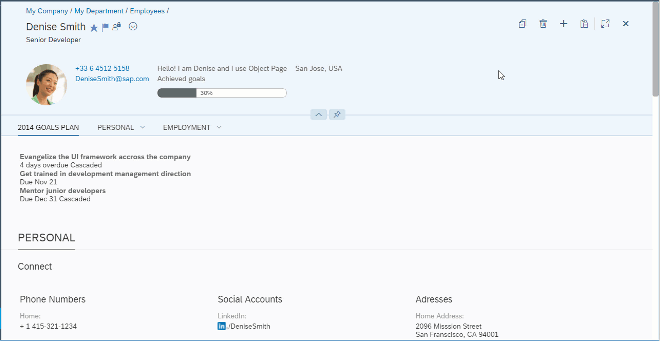 My Company / My Department / Employees /
Denise Smith
Senior Developer
+33 6 4512 5158
DeniseSmith@sap.com
Hello! I am Denise and I use Object Page
San Jose, USA
Achieved goals
30%
2014 GOALS PLAN PERSONAL EMPLOYMENT
Evangelize the UI framework accross the company
4 days overdue Cascaded
Get trained in development management direction
Due Nov 21
Mentor junior developers
Due Dec 31 Cascaded
PERSONAL
Connect
Phone Numbers
Home:
+ 1 415-321-1234
Social Accounts
LinkedIn:
in /DeniseSmith
Adresses
Home Address:
2096 Misssion Street
San Franscisco, CA 94001